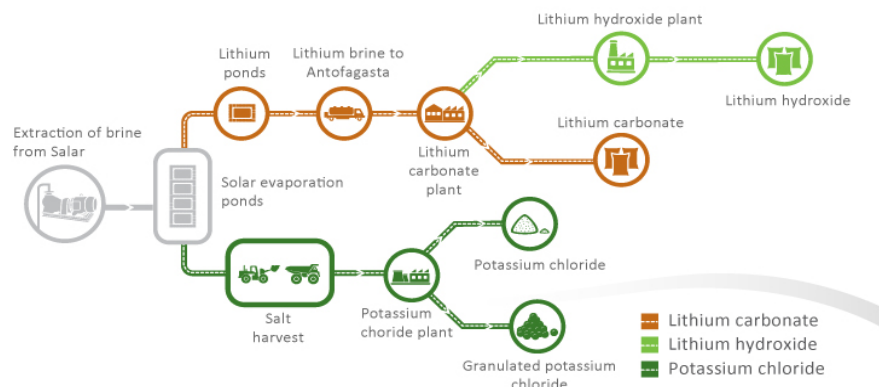 Lithium hydroxide plant
Lithium
ponds
Lithium brine to
Antofagasta
Lithium hydroxide
Extraction of brine
from Salar
Lithium carbonate
Lithium
carbonate
plant
Solar evaporation
ponds
Potassium chloride
Salt
harvest
Potassium
choride plant
Granulated potassium
chloride
Lithium carbonate
Lithium hydroxide
Potassium chloride